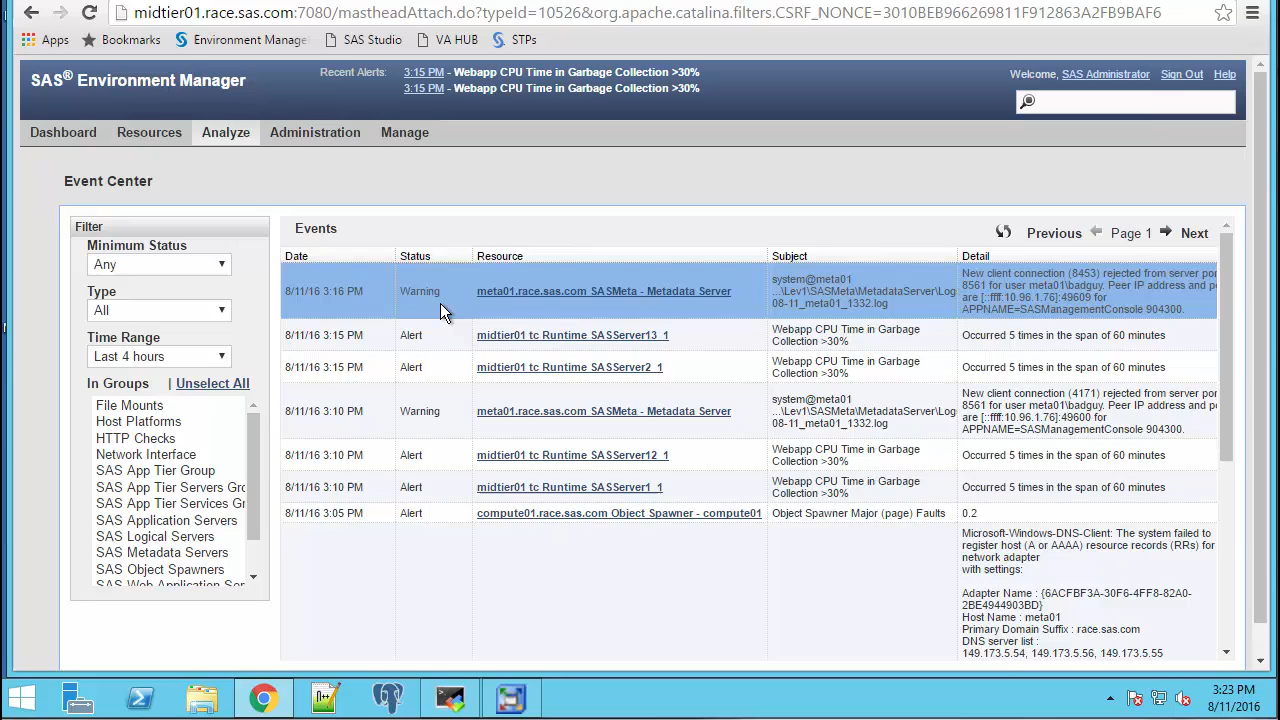 midtier01.race.sas.com:7080/mastheadAttach.do?typeId=10526&org.apache.catalina.filters.CSRF_NONCE=3010BEB966269811F912863A2FB9BAF6
Apps Bookmarks Environment Manage SAS Studio VA HUB STPs
SAS® Environment Manager
Recent Alerts: 3:15 PM - Webapp CPU Time in Garbage Collection >30%
3:15 PM - Webapp CPU Time in Garbage Collection >30%
Welcome, SAS Administrator Sign Out Help
Dashboard Resources Analyze Administration Manage
Event Center
Filter
Minimum Status
Any
Type
All
Time Range
Last 4 hours
In Groups | Unselect All
File Mounts
Host Platforms
HTTP Checks
Network Interface
SAS App Tier Group
SAS App Tier Servers Gro
SAS App Tier Services Gr
SAS Application Servers
SAS Logical Servers
SAS Metadata Servers
SAS Object Spawners
SAS Web Application Ser
Events
Previous Page 1 Next
Date Status Resource Subject Detail
8/11/16 3:16 PM Warning meta01.race.sas.com SASMeta - Metadata Server
system@meta01
...\Lev1\SASMeta\MetadataServer\Log
08-11_meta01_1332.log
New client connection (8453) rejected from server por
8561 for user meta01\badguy. Peer IP address and p
are [::ffff:10.96.1.76]:49609 for
APPNAME=SASManagementConsole 904300.
8/11/16 3:15 PM Alert midtier01 tc Runtime SASServer13_1
Webapp CPU Time in Garbage
Collection >30%
Occurred 5 times in the span of 60 minutes
8/11/16 3:15 PM Alert midtier01 tc Runtime SASServer2_1
Webapp CPU Time in Garbage
Collection >30%
Occurred 5 times in the span of 60 minutes
8/11/16 3:10 PM Warning meta01.race.sas.com SASMeta - Metadata Server
system@meta01
...\Lev1\SASMeta\MetadataServer\Log
08-11_meta01_1332.log
New client connection (4171) rejected from server por
8561 for user meta01\badguy. Peer IP address and po
are [::ffff:10.96.1.76]:49600 for
APPNAME=SASManagementConsole 904300.
8/11/16 3:10 PM Alert midtier01 tc Runtime SASServer12_1
Webapp CPU Time in Garbage
Collection >30%
Occurred 5 times in the span of 60 minutes
8/11/16 3:10 PM Alert midtier01 tc Runtime SASServer1_1
Webapp CPU Time in Garbage
Collection >30%
Occurred 5 times in the span of 60 minutes
8/11/16 3:05 PM Alert compute01.race.sas.com Object Spawner - compute01 Object Spawner Major (page) Faults 0.2
Microsoft-Windows-DNS-Client: The system failed to
register host (A or AAAA) resource records (RRs) for
network adapter
with settings:
Adapter Name : {6ACFBF3A-30F6-4FF8-82A0-
2BE4944903BD}
Host Name : meta01
Primary Domain Suffix : race.sas.com
DNS server list :
149.173.5.54, 149.173.5.56, 149.173.5.55
3:23 PM
8/11/2016